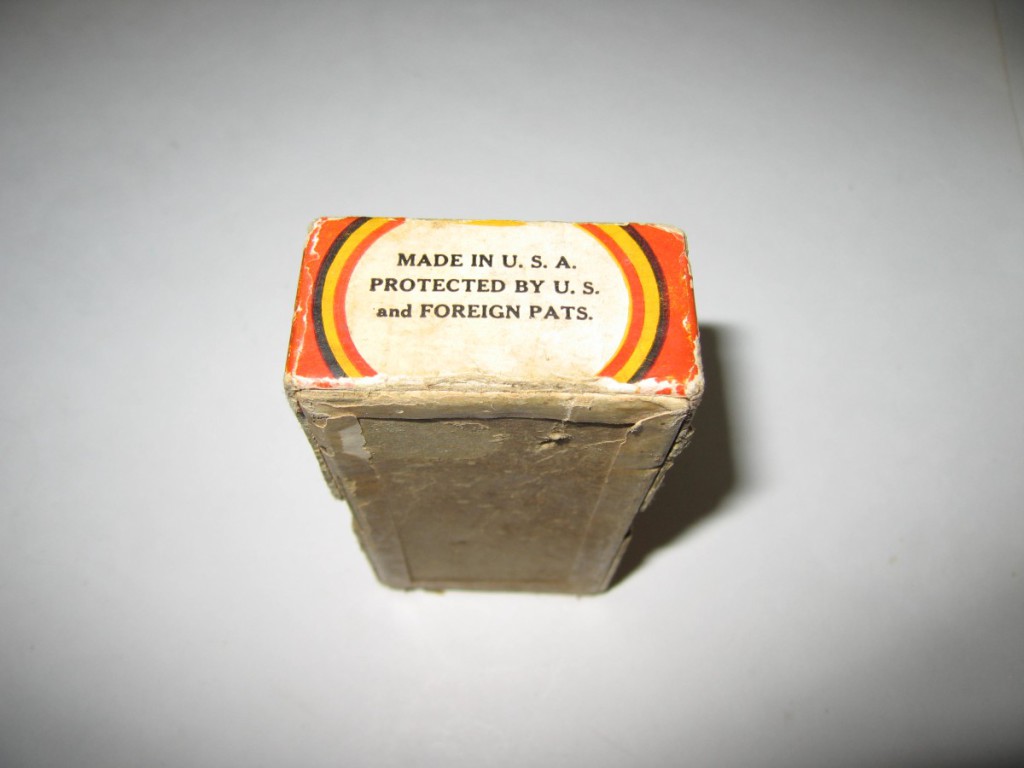 MADE IN U. S. A.
PROTECTED BY U. S.
and FOREIGN PATS.